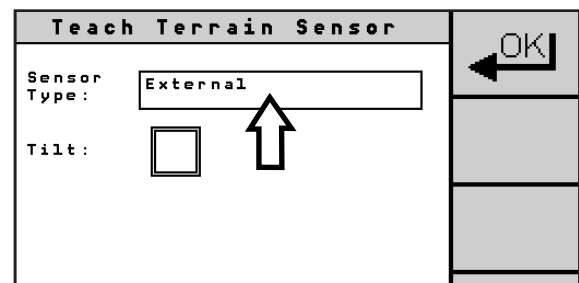 Teach Terrain Sensor
OK
Sensor
Type:
External
Tilt: